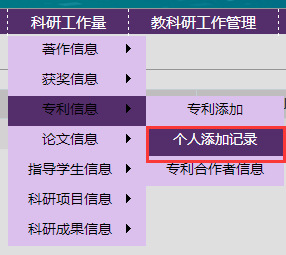 科研工作量 教科研工作管理
著作信息
获奖信息
专利信息 专利添加
论文信息 个人添加记录
指导学生信息 专利合作者信息
科研项目信息
科研成果信息